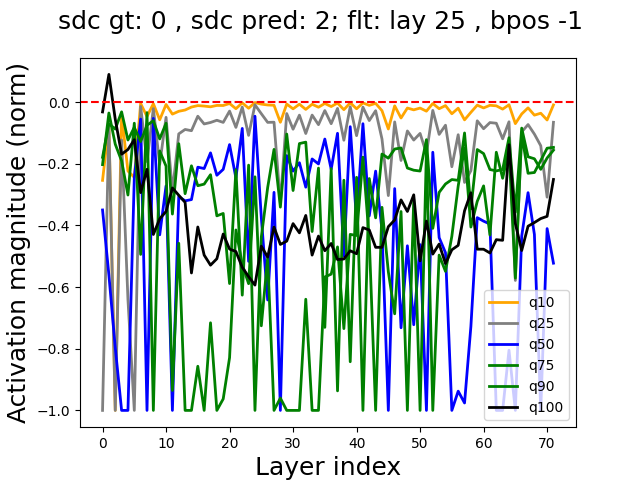 sdc gt: 0 , sdc pred: 2; flt: lay 25 , bpos -1
Activation magnitude (norm)
0.0
−0.2
−0.4
−0.6
−0.8
−1.0
0
10
20
30
40
50
60
70
Layer index
q10
q25
q50
q75
q90
q100